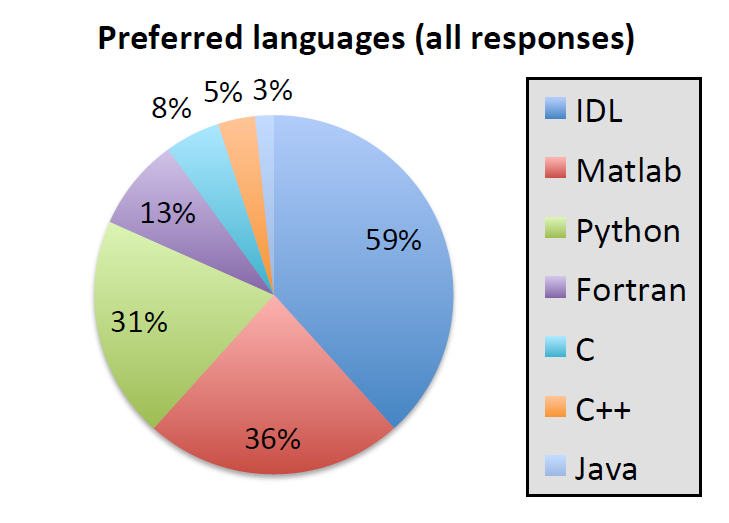 Preferred languages (all responses)
8%
5%
3%
59%
13%
31%
36%
IDL
Matlab
Python
Fortran
C
C++
Java